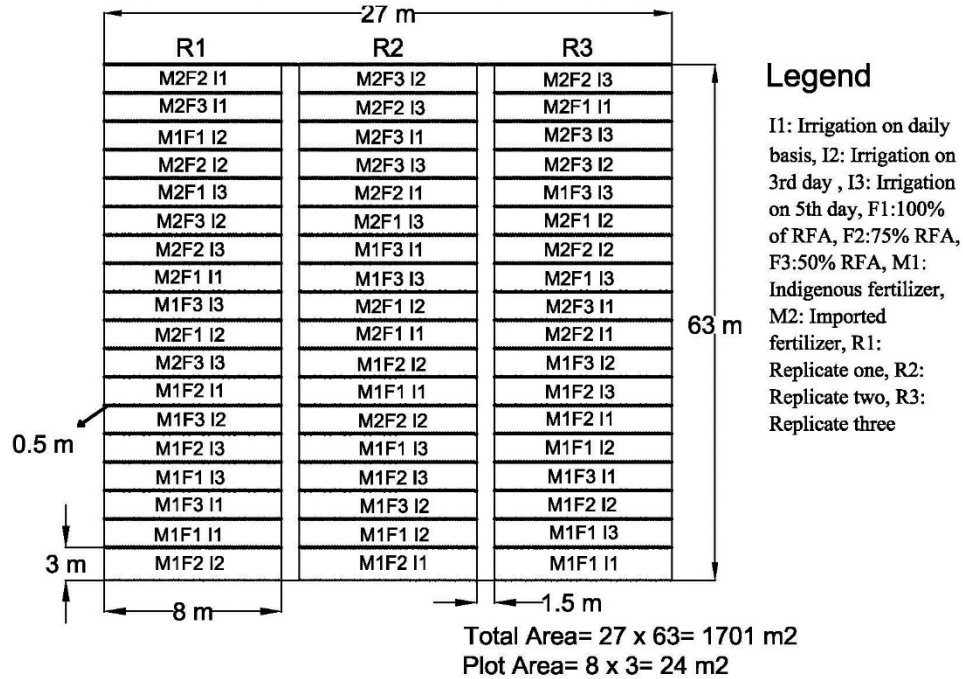 27 m
R1 R2 R3
M2F2 I1 M2F3 I2 M2F2 I3
M2F3 I1 M2F2 I3 M2F1 I1
M1F1 I2 M2F3 I1 M2F3 I3
M2F2 I2 M2F3 I3 M2F3 I2
M2F1 I3 M2F2 I1 M1F3 I3
M2F3 I2 M2F1 I3 M2F1 I2
M2F2 I3 M1F3 I1 M2F2 I2
M2F1 I1 M1F3 I3 M2F1 I3
M1F3 I3 M2F1 I2 M2F3 I1
M2F1 I2 M2F1 I1 M2F2 I1
M2F3 I3 M1F2 I2 M1F3 I2
M1F2 I1 M1F1 I1 M1F2 I3
M1F3 I2 M2F2 I2 M1F2 I1
M1F2 I3 M1F1 I3 M1F1 I2
M1F1 I3 M1F2 I3 M1F3 I1
M1F3 I1 M1F3 I2 M1F2 I2
M1F1 I1 M1F1 I2 M1F1 I3
M1F2 I2 M1F2 I1 M1F1 I1
0.5 m
3 m
8 m
1.5 m
63 m
Total Area= 27 x 63= 1701 m2
Plot Area= 8 x 3= 24 m2
Legend
I1: Irrigation on daily
basis, I2: Irrigation on
3rd day , I3: Irrigation
on 5th day, F1:100%
of RFA, F2:75% RFA,
F3:50% RFA, M1:
Indigenous fertilizer,
M2: Imported
fertilizer, R1:
Replicate one, R2:
Replicate two, R3:
Replicate three